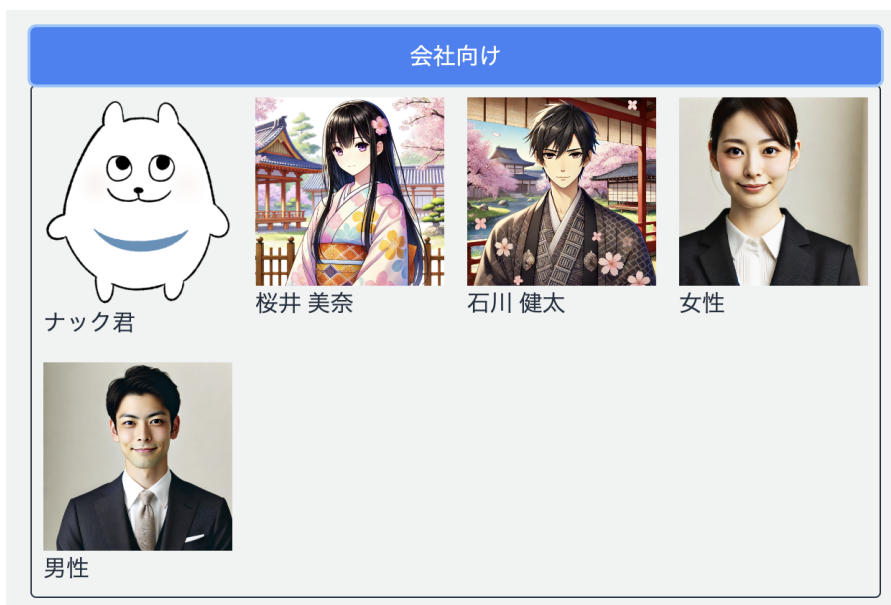 会社向け
ナック君
桜井 美奈
石川 健太
女性
男性